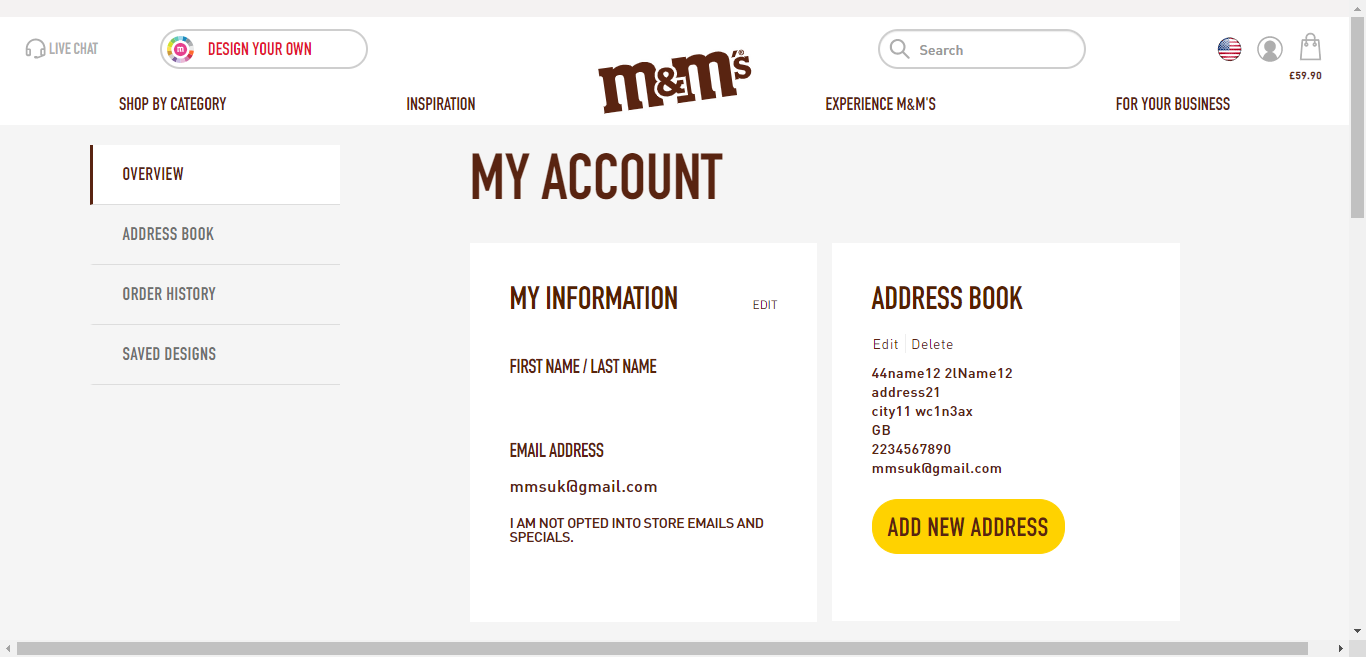 LIVE CHAT
DESIGN YOUR OWN
m&m's
Search
£59.90
SHOP BY CATEGORY
INSPIRATION
EXPERIENCE M&M'S
FOR YOUR BUSINESS
OVERVIEW
ADDRESS BOOK
ORDER HISTORY
SAVED DESIGNS
MY ACCOUNT
MY INFORMATION
EDIT
FIRST NAME / LAST NAME
EMAIL ADDRESS
mmsuk@gmail.com
I AM NOT OPTED INTO STORE EMAILS AND
SPECIALS.
ADDRESS BOOK
Edit | Delete
44name12 2lName12
address21
city11 wc1n3ax
GB
2234567890
mmsuk@gmail.com
ADD NEW ADDRESS